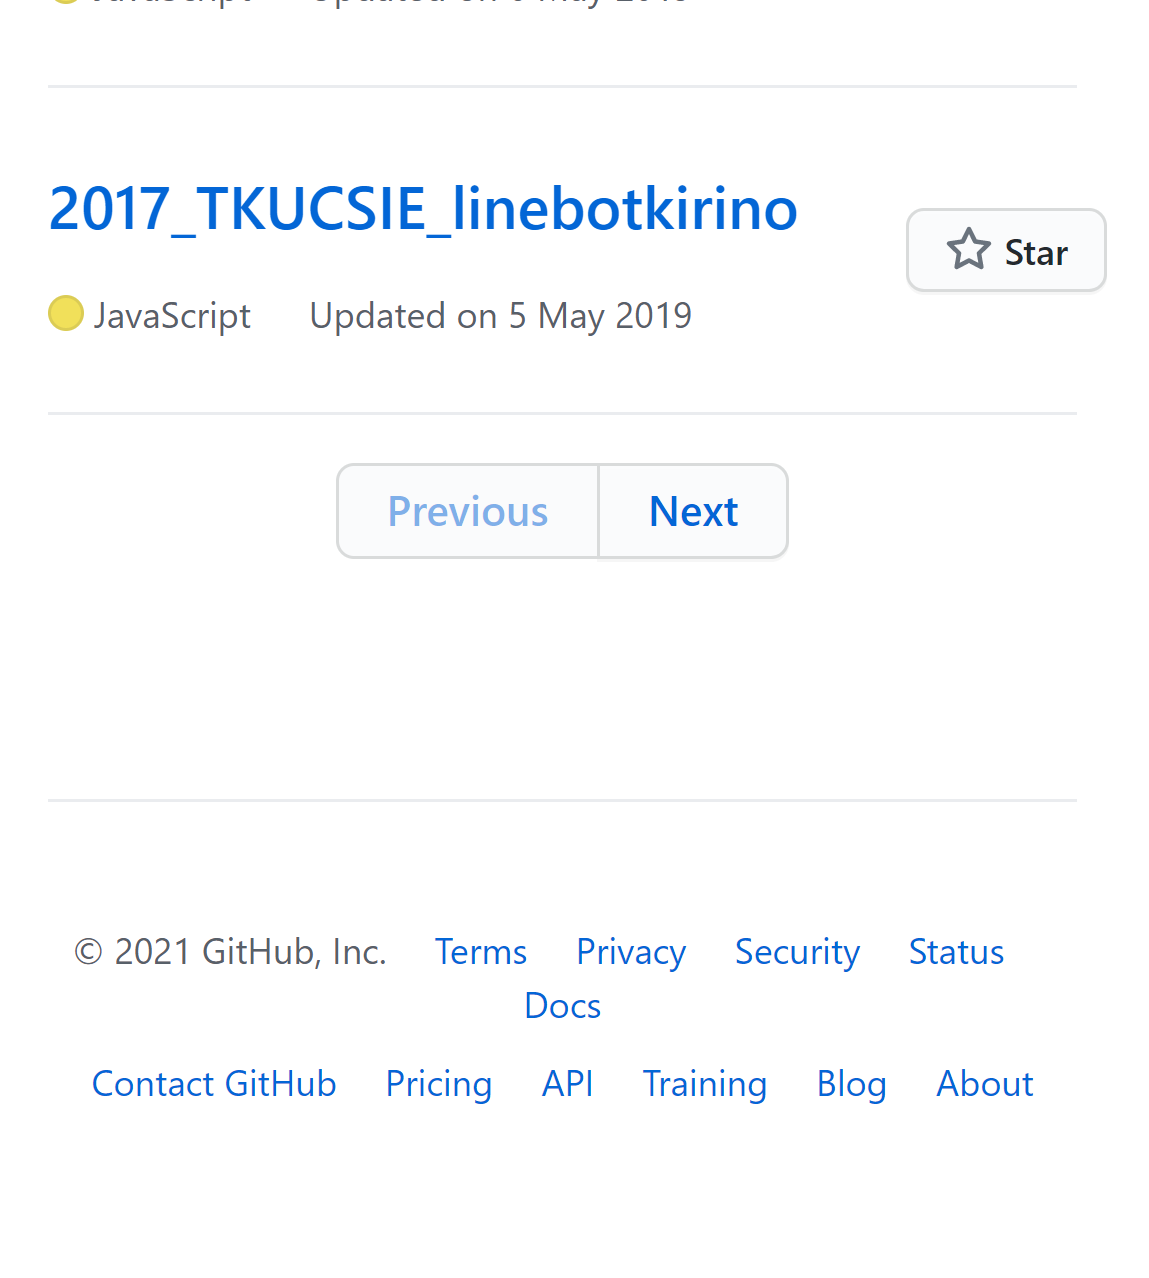 2017_TKUCSIE_linebotkirino
Star
JavaScript Updated on 5 May 2019
Previous Next
© 2021 GitHub, Inc. Terms Privacy Security Status
Docs
Contact GitHub Pricing API Training Blog About